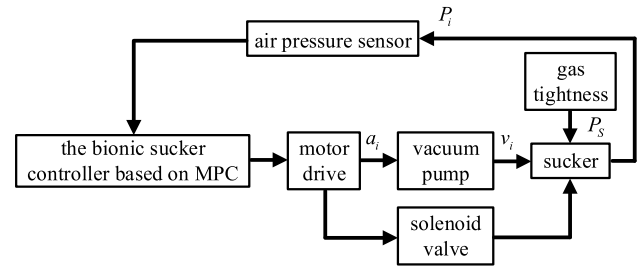 P_i
air pressure sensor
gas
tightness
P_S
the bionic sucker
controller based on MPC
motor
drive
a_i
vacuum
pump
v_i
sucker
solenoid
valve